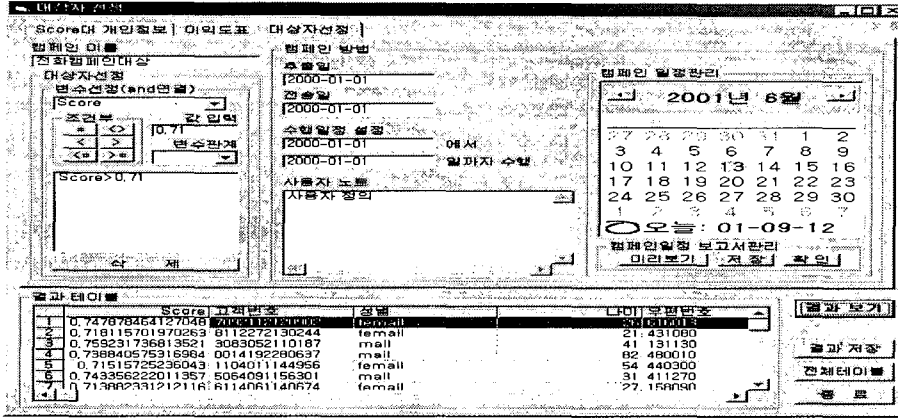 대상자 선정
Score대 개인정보 이익도표 대상자선정
캠페인 이름
전화캠페인대상
대상자선정
변수선정(and연결)
Score
조건부
= <>
< >
<= >=
값 입력
0.71
변수관계
Score>0.71
삭 제
캠페인 방법
추출일
2000-01-01
전송일
2000-01-01
수행일정 설정
2000-01-01 에서
2000-01-01 일까지 수행
사용자 노트
사용자 정의
캠페인 일정관리
2001년 6월
27 28 29 30 31 1 2
3 4 5 6 7 8 9
10 11 12 13 14 15 16
17 18 19 20 21 22 23
24 25 26 27 28 29 30
1 2 3 4 5 6 7
오늘: 01-09-12
캠페인일정 보고서관리
미리보기 저장 확인
결과 테이블
Score 고객번호 성별 나이 우편번호
1 0.747878464127048 femail
2 0.718115701970263 8112272130244 femail 21 431080
3 0.75923173681352 3083052110187 mail 41 131130
4 0.738840575316984 0014192280637 mail 82 480010
5 0.71515725236043 1104011144956 femail 54 440300
6 0.743356222011357 5064091156301 mail 31 411270
7 0.713882331212116 6114061140674 femail 27 158090
결과 보기
결과 저장
전체테이블
종 료